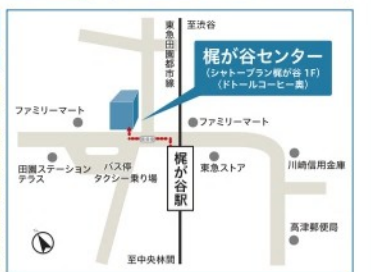 東急田園都市線
至渋谷
梶が谷センター
(シャトープラン梶が谷 1F)
(ドトールコーヒー奥)
ファミリーマート
ファミリーマート
田園ステーション
テラス
バス停
タクシー乗り場
梶が谷駅
東急ストア
川崎信用金庫
高津郵便局
至中央林間